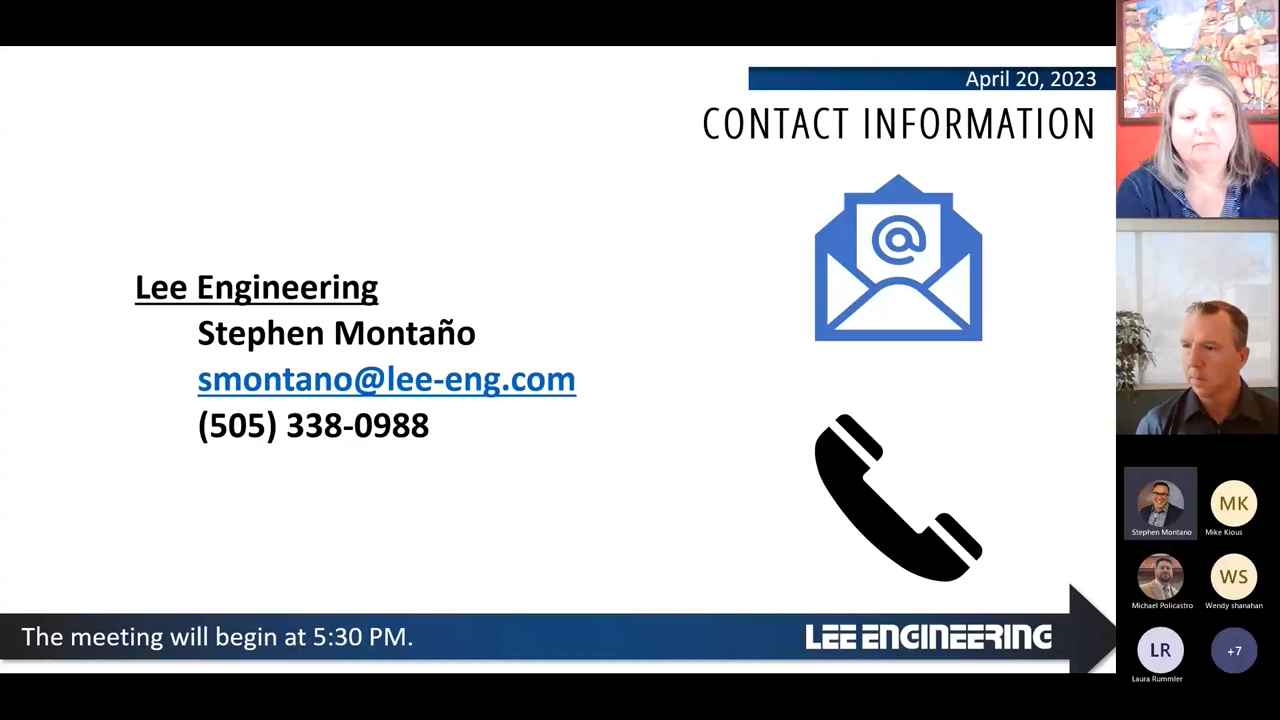 April 20, 2023
CONTACT INFORMATION
@
Lee Engineering
Stephen Montaño
smontano@lee-eng.com
(505) 338-0988
The meeting will begin at 5:30 PM.
LEE ENGINEERING
Stephen Montano
MK
Mike Kious
Michael Policastro
WS
Wendy shanahan
LR
Laura Rummler
+7